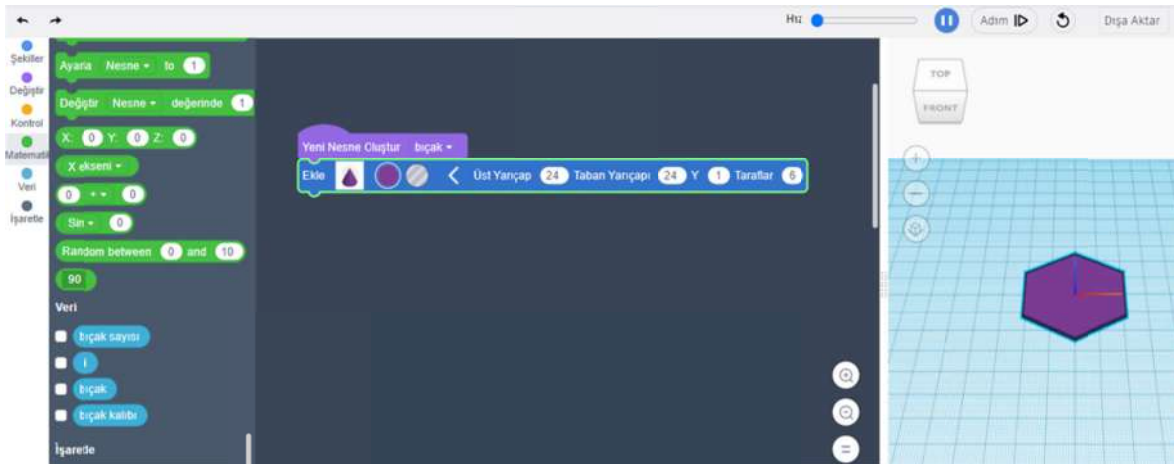 Hız
Adım
Dışa Aktar
Şekiller
Değiştir
Kontrol
Matematik
Veri
İşaretle
Ayarla Nesne to 1
Değiştir Nesne değerinde 1
X: 0 Y: 0 Z: 0
X ekseni
0 + 0
Sin 0
Random between 0 and 10
90
Veri
bıçak sayısı
i
bıçak
bıçak kalıbı
İşaretle
Yeni Nesne Oluştur bıçak
Ekle Üst Yarıçap 24 Taban Yarıçapı 24 Y 1 Taraflar 6
TOP
FRONT